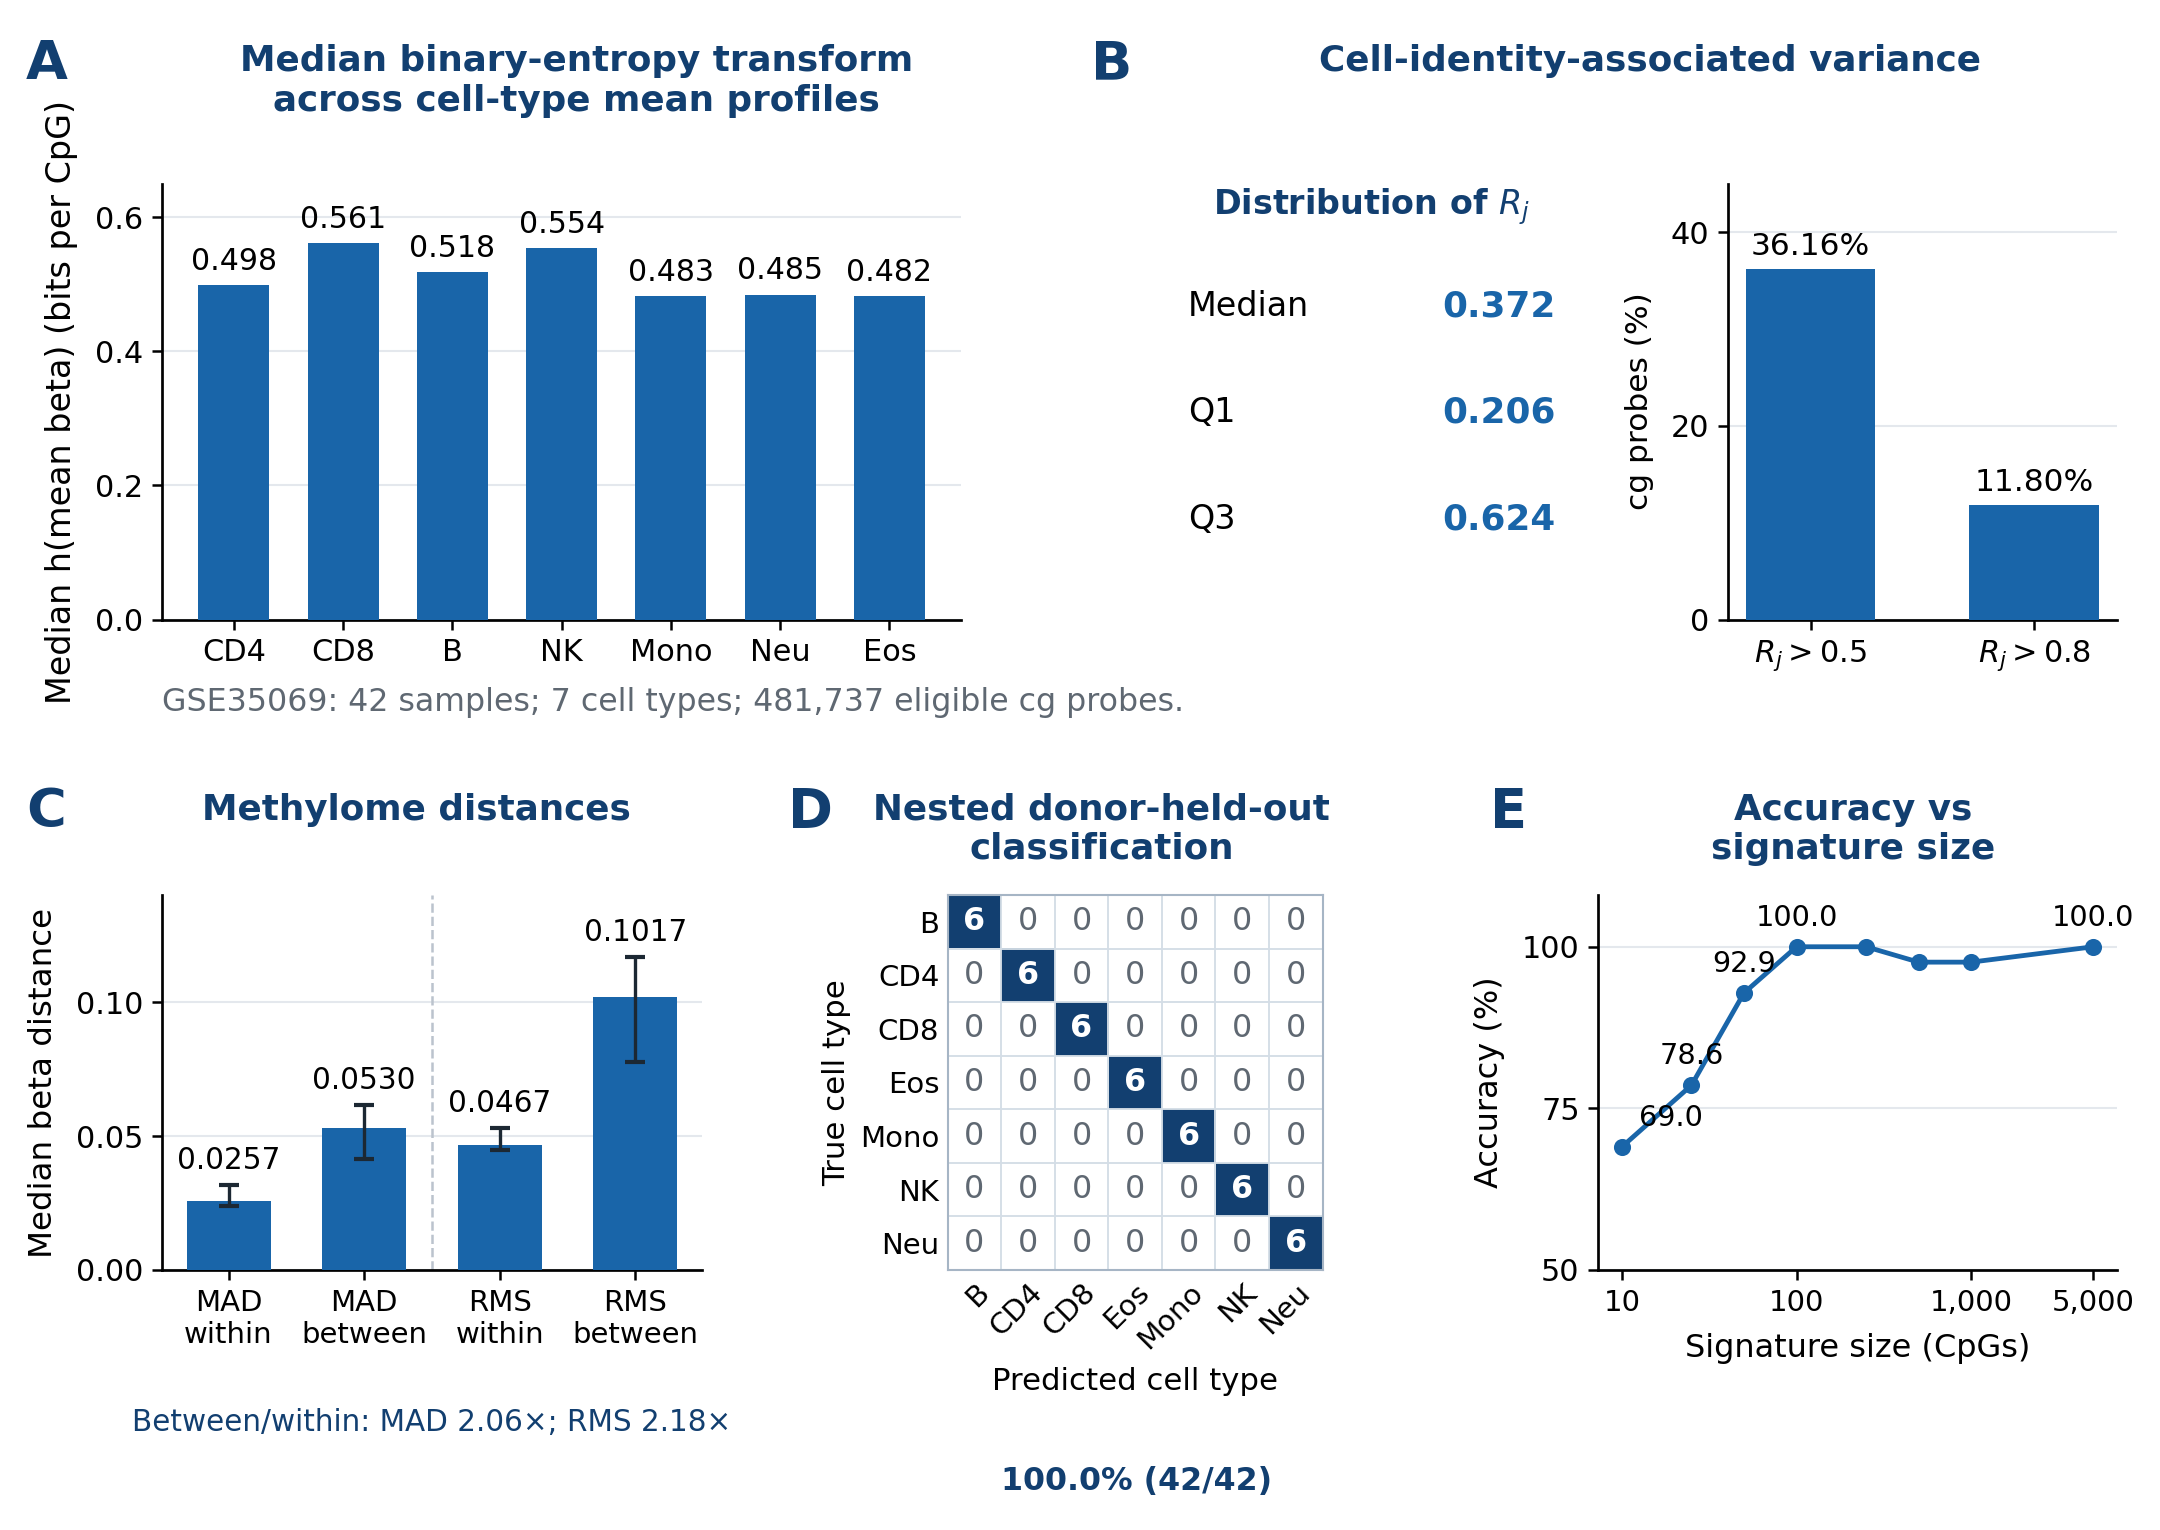 A
Median binary-entropy transform
across cell-type mean profiles
Median h(mean beta) (bits per CpG)
0.6
0.4
0.2
0.0
0.498
0.561
0.518
0.554
0.483
0.485
0.482
CD4
CD8
B
NK
Mono
Neu
Eos
GSE35069: 42 samples; 7 cell types; 481,737 eligible cg probes.
B
Cell-identity-associated variance
Distribution of Rj
Median 0.372
Q1 0.206
Q3 0.624
cg probes (%)
40
20
0
36.16%
11.80%
Rj > 0.5
Rj > 0.8
C
Methylome distances
Median beta distance
0.10
0.05
0.00
0.0257
0.0530
0.0467
0.1017
MAD
within
MAD
between
RMS
within
RMS
between
Between/within: MAD 2.06×; RMS 2.18×
D
Nested donor-held-out
classification
True cell type
B 6 0 0 0 0 0 0
CD4 0 6 0 0 0 0 0
CD8 0 0 6 0 0 0 0
Eos 0 0 0 6 0 0 0
Mono 0 0 0 0 6 0 0
NK 0 0 0 0 0 6 0
Neu 0 0 0 0 0 0 6
B
CD4
CD8
Eos
Mono
NK
Neu
Predicted cell type
100.0% (42/42)
E
Accuracy vs
signature size
Accuracy (%)
100
75
50
69.0
78.6
92.9
100.0
100.0
10
100
1,000
5,000
Signature size (CpGs)